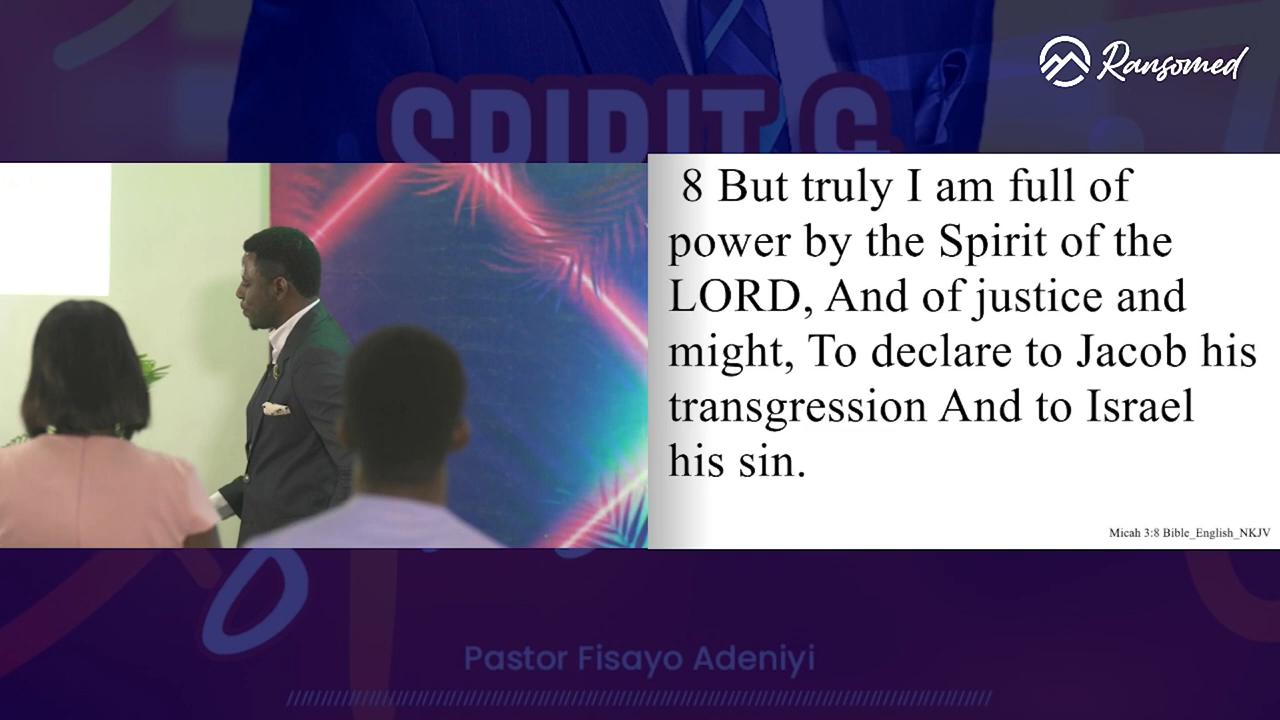 Ransomed
SPIRIT G
8 But truly I am full of
power by the Spirit of the
LORD, And of justice and
might, To declare to Jacob his
transgression And to Israel
his sin.
Micah 3:8 Bible_English_NKJV
Pastor Fisayo Adeniyi